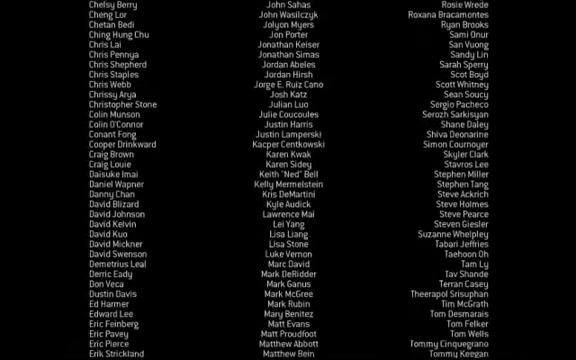 Chelsy Berry
Cheng Lor
Chetan Bedi
Ching Hung Chu
Chris Lai
Chris Pennya
Chris Shepherd
Chris Staples
Chris Webb
Chrissy Arya
Christopher Stone
Colin Munson
Colin O'Connor
Conant Fong
Cooper Drinkward
Craig Brown
Craig Louie
Daisuke Imai
Daniel Wapner
Danny Chan
David Blizard
David Johnson
David Kelvin
David Kuo
David Mickner
David Swenson
Demetrius Leal
Derric Eady
Don Veca
Dustin Davis
Ed Harmer
Edward Lee
Eric Feinberg
Eric Pavey
Eric Pierce
Erik Strickland
John Sahas
John Wasilczyk
Jolyon Myers
Jon Porter
Jonathan Keiser
Jonathan Simas
Jordan Abeles
Jordan Hirsh
Jorge E. Ruiz Cano
Josh Katz
Julian Luo
Julie Coucoules
Justin Harris
Justin Lamperski
Kacper Centkowski
Karen Kwak
Karen Sidey
Keith "Ned" Bell
Kelly Mermelstein
Kris DeMartini
Kyle Audick
Lawrence Mai
Lei Yang
Lisa Liang
Lisa Stone
Luke Vernon
Marc David
Mark DeRidder
Mark Ganus
Mark McGree
Mark Rubin
Mary Benitez
Matt Evans
Matt Proudfoot
Matthew Abbott
Matthew Bein
Rosie Wrede
Roxana Bracamontes
Ryan Brooks
Sami Onur
San Vuong
Sandy Lin
Sarah Sperry
Scot Boyd
Scott Whitney
Sean Soucy
Sergio Pacheco
Serozh Sarkisyan
Shane Daley
Shiva Deonarine
Simon Cournoyer
Skyler Clark
Stavros Lee
Stephen Miller
Stephen Tang
Steve Ackrich
Steve Holmes
Steve Pearce
Steven Giesler
Suzanne Whelpley
Tabari Jeffries
Taehoon Oh
Tam Ly
Tav Shande
Terran Casey
Theerapol Srisuphan
Tim McGrath
Tom Desmarais
Tom Felker
Tom Wells
Tommy Cinquegrano
Tommy Keegan